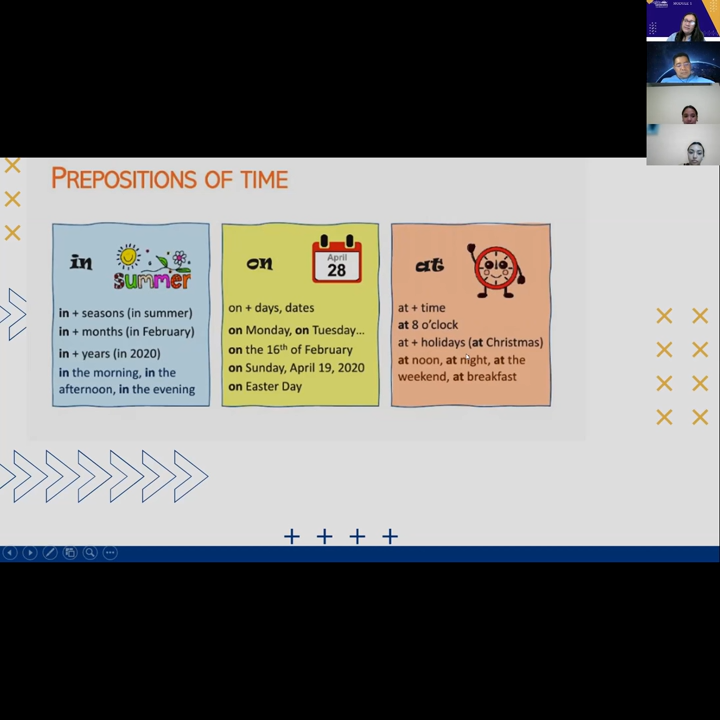 MODULE 1
PREPOSITIONS OF TIME
in
summer
in + seasons (in summer)
in + months (in February)
in + years (in 2020)
in the morning, in the
afternoon, in the evening
on
April
28
on + days, dates
on Monday, on Tuesday...
on the 16th of February
on Sunday, April 19, 2020
on Easter Day
at
at + time
at 8 o'clock
at + holidays (at Christmas)
at noon, at night, at the
weekend, at breakfast